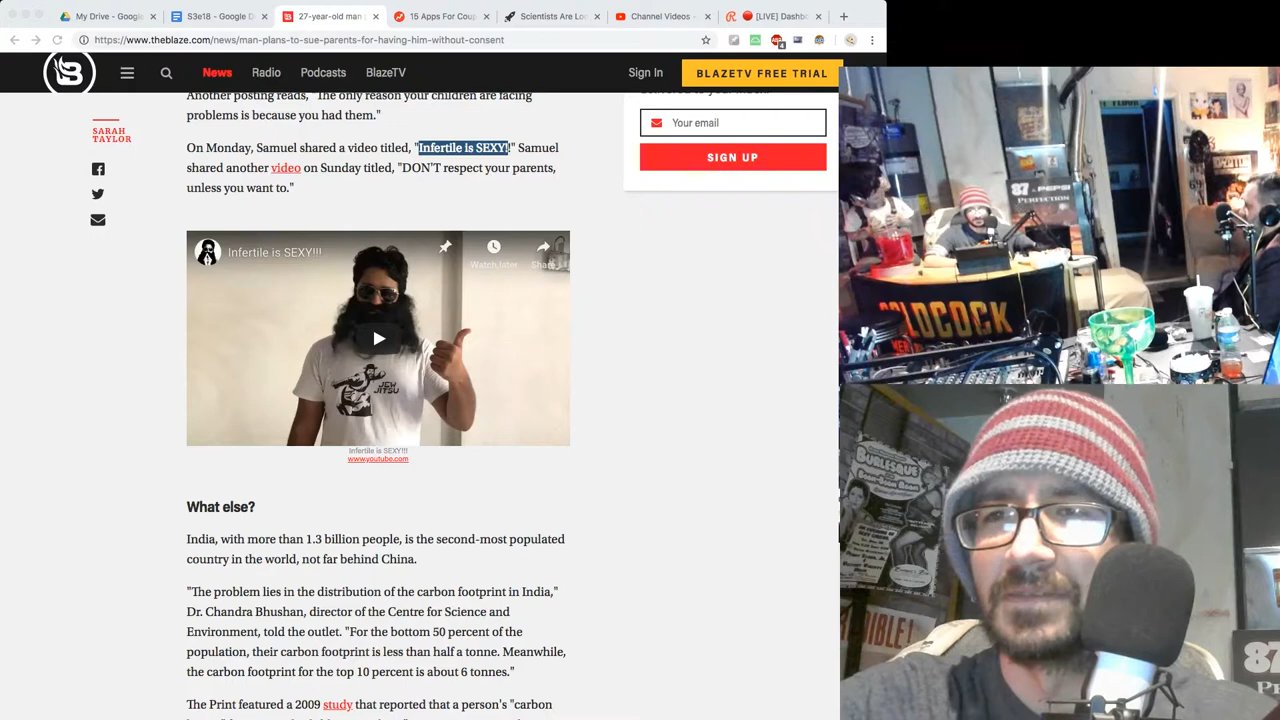 My Drive - Google
S3e18 - Google D
27-year-old man
15 Apps For Coup
Scientists Are Lo
Channel Videos -
[LIVE] Dashbo
https://www.theblaze.com/news/man-plans-to-sue-parents-for-having-him-without-consent
News
Radio
Podcasts
BlazeTV
Sign In
BLAZETV FREE TRIAL
Another posting reads, "The only reason your children are facing
problems is because you had them."
SARAH
TAYLOR
On Monday, Samuel shared a video titled, "Infertile is SEXY!!" Samuel
shared another video on Sunday titled, "DON'T respect your parents,
unless you want to."
Your email
SIGN UP
Infertile is SEXY!!!
Watch later
Share
JEW
JITSU
Infertile is SEXY!!!
www.youtube.com
What else?
India, with more than 1.3 billion people, is the second-most populated
country in the world, not far behind China.
"The problem lies in the distribution of the carbon footprint in India,"
Dr. Chandra Bhushan, director of the Centre for Science and
Environment, told the outlet. "For the bottom 50 percent of the
population, their carbon footprint is less than half a tonne. Meanwhile,
the carbon footprint for the top 10 percent is about 6 tonnes."
The Print featured a 2009 study that reported that a person's "carbon
87 PEPSI
PERFECTION
OLDCOCK
BURLESQUE
87